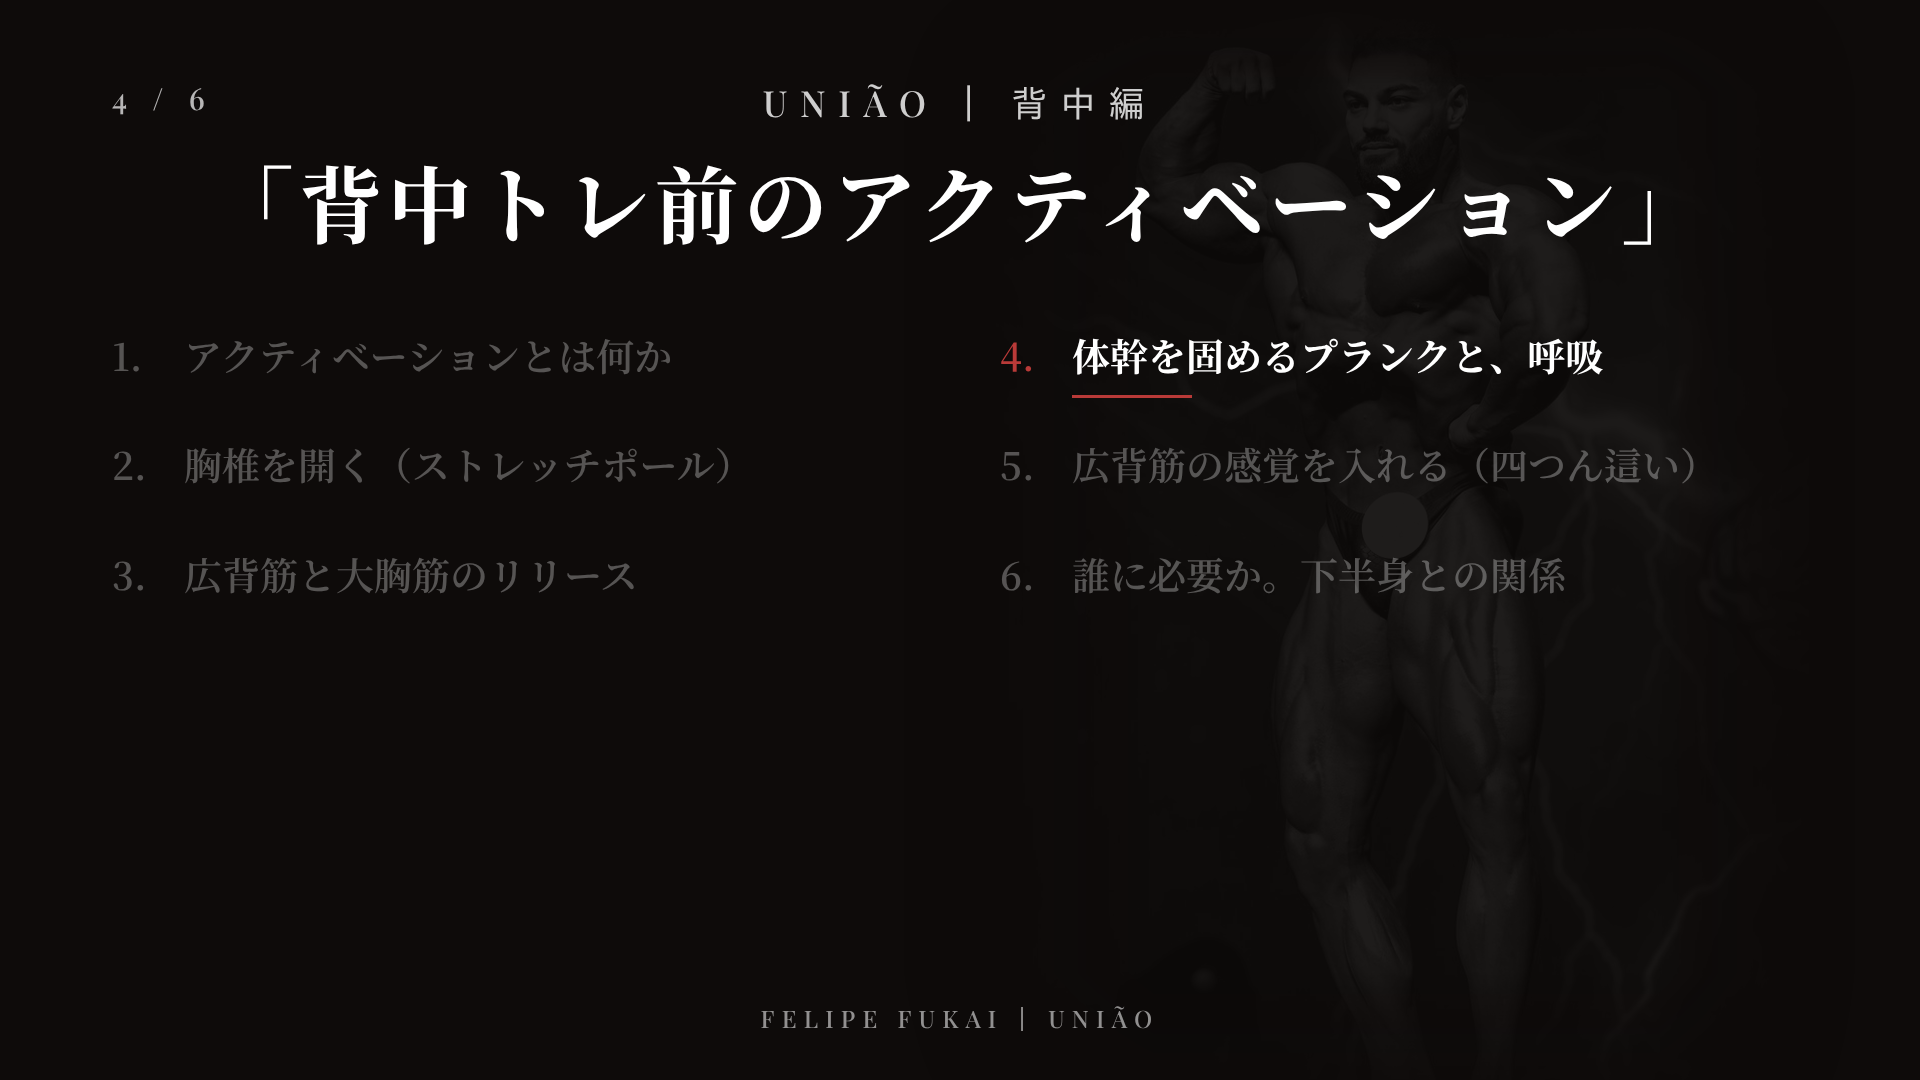 4 / 6
UNIÃO | 背中編
「背中トレ前のアクティベーション」
1. アクティベーションとは何か
2. 胸椎を開く（ストレッチポール）
3. 広背筋と大胸筋のリリース
4. 体幹を固めるプランクと、呼吸
5. 広背筋の感覚を入れる（四つん這い）
6. 誰に必要か。下半身との関係
FELIPE FUKAI | UNIÃO